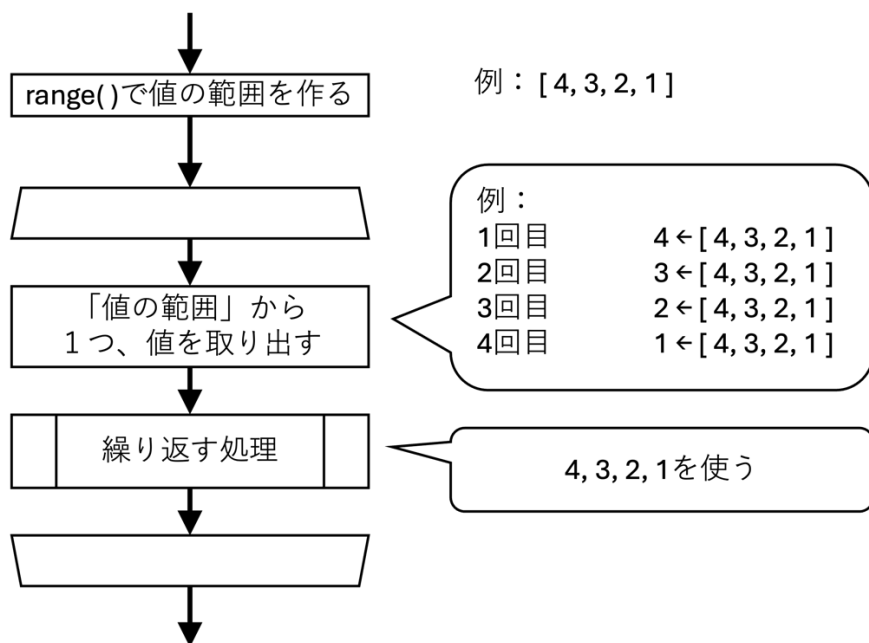 range( )で値の範囲を作る
例： [ 4, 3, 2, 1 ]
「値の範囲」から
１つ、値を取り出す
例：
1回目 4 ← [ 4, 3, 2, 1 ]
2回目 3 ← [ 4, 3, 2, 1 ]
3回目 2 ← [ 4, 3, 2, 1 ]
4回目 1 ← [ 4, 3, 2, 1 ]
繰り返す処理
4, 3, 2, 1を使う